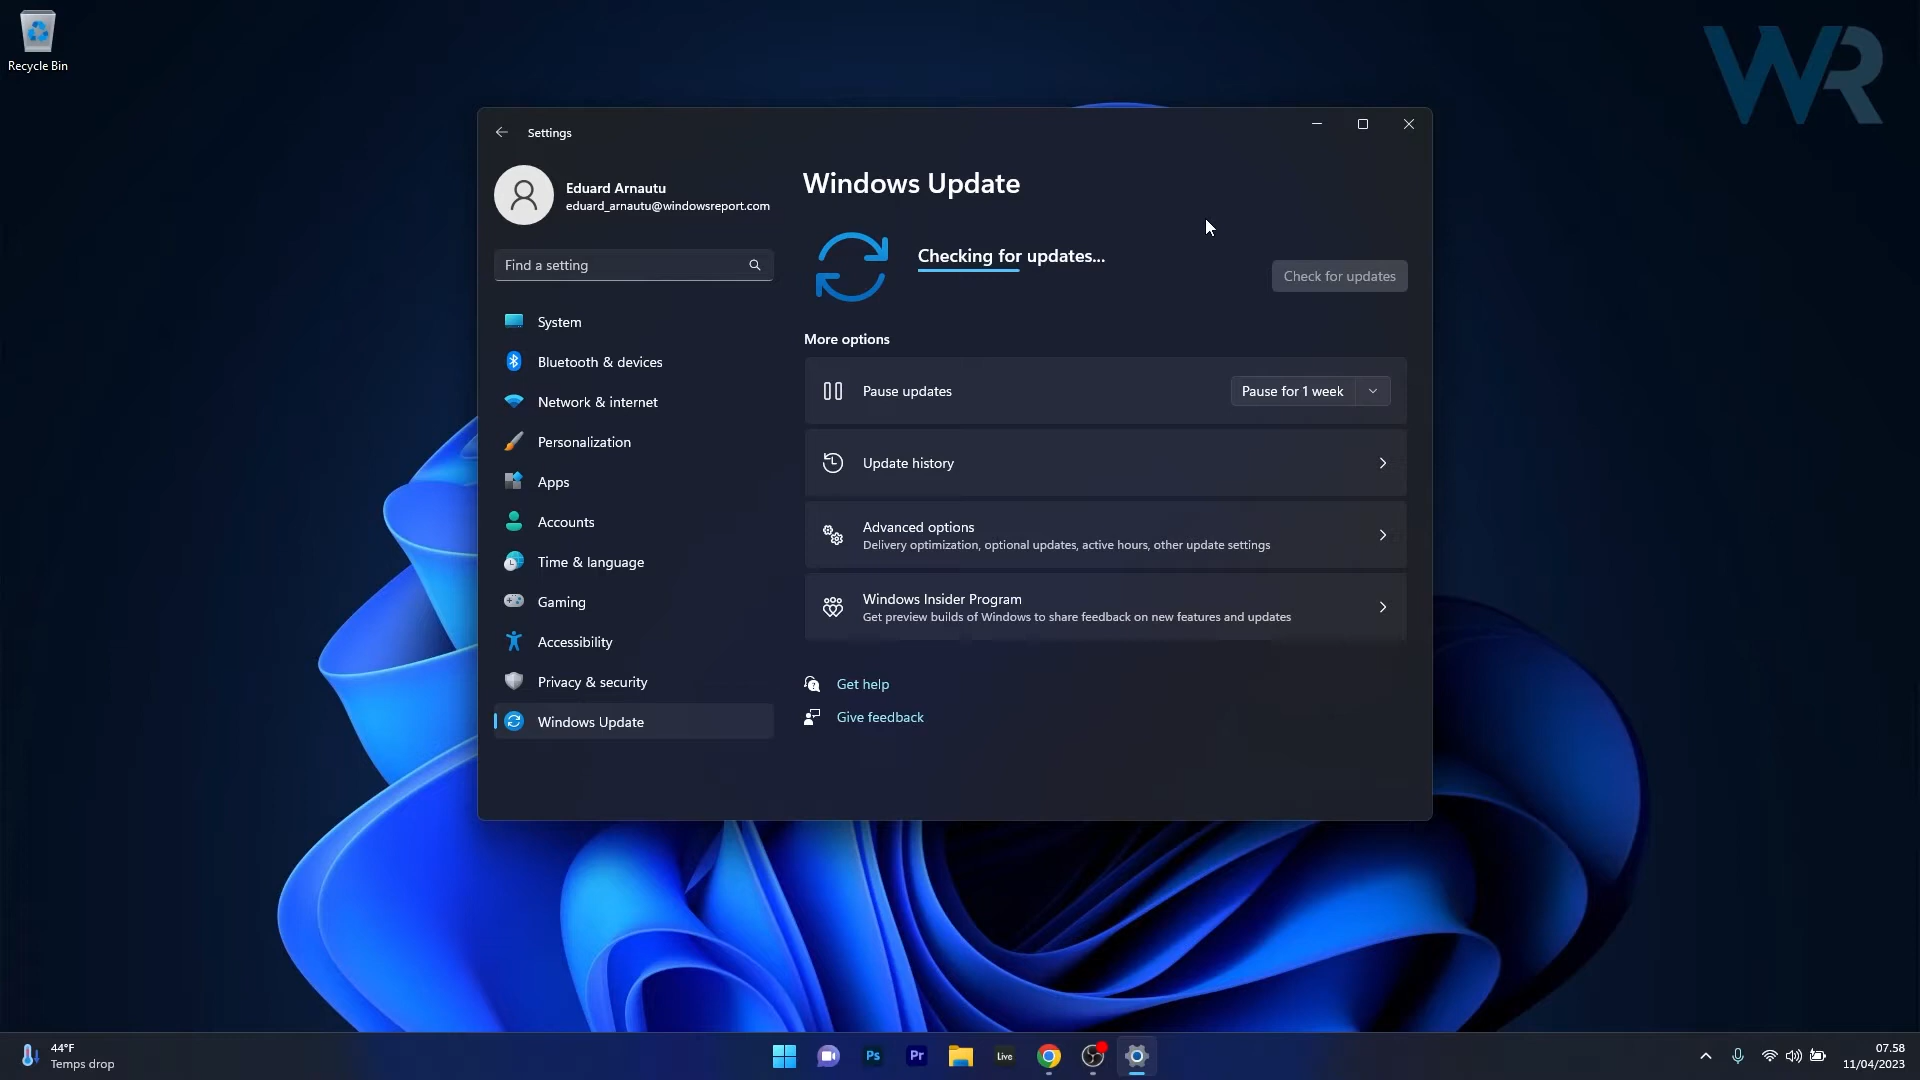 Recycle Bin
WR
Settings
Eduard Arnautu
eduard_arnautu@windowsreport.com
Find a setting
System
Bluetooth & devices
Network & internet
Personalization
Apps
Accounts
Time & language
Gaming
Accessibility
Privacy & security
Windows Update
Windows Update
Checking for updates...
Check for updates
More options
Pause updates
Pause for 1 week
Update history
Advanced options
Delivery optimization, optional updates, active hours, other update settings
Windows Insider Program
Get preview builds of Windows to share feedback on new features and updates
Get help
Give feedback
44°F
Temps drop
Ps
Pr
Live
07.58
11/04/2023